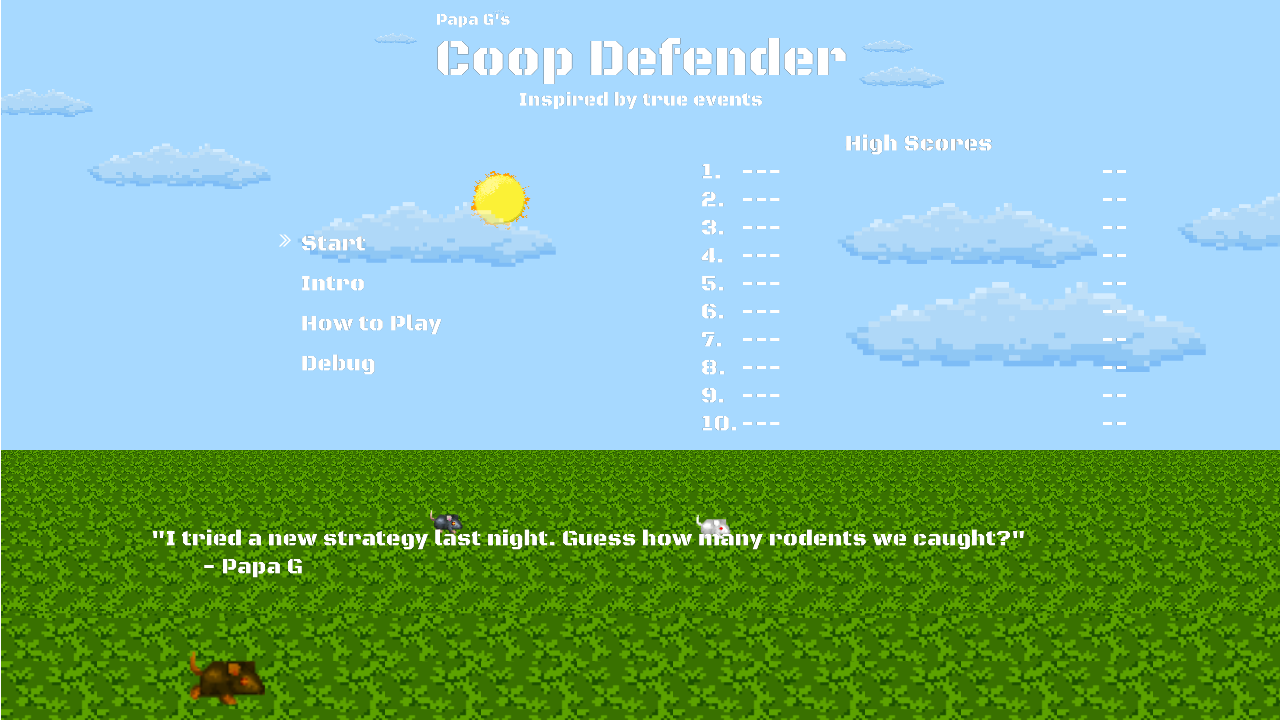 Papa G's
Coop Defender
Inspired by true events
» Start
Intro
How to Play
Debug
High Scores
1. --- --
2. --- --
3. --- --
4. --- --
5. --- --
6. --- --
7. --- --
8. --- --
9. --- --
10. --- --
"I tried a new strategy last night. Guess how many rodents we caught?"
- Papa G